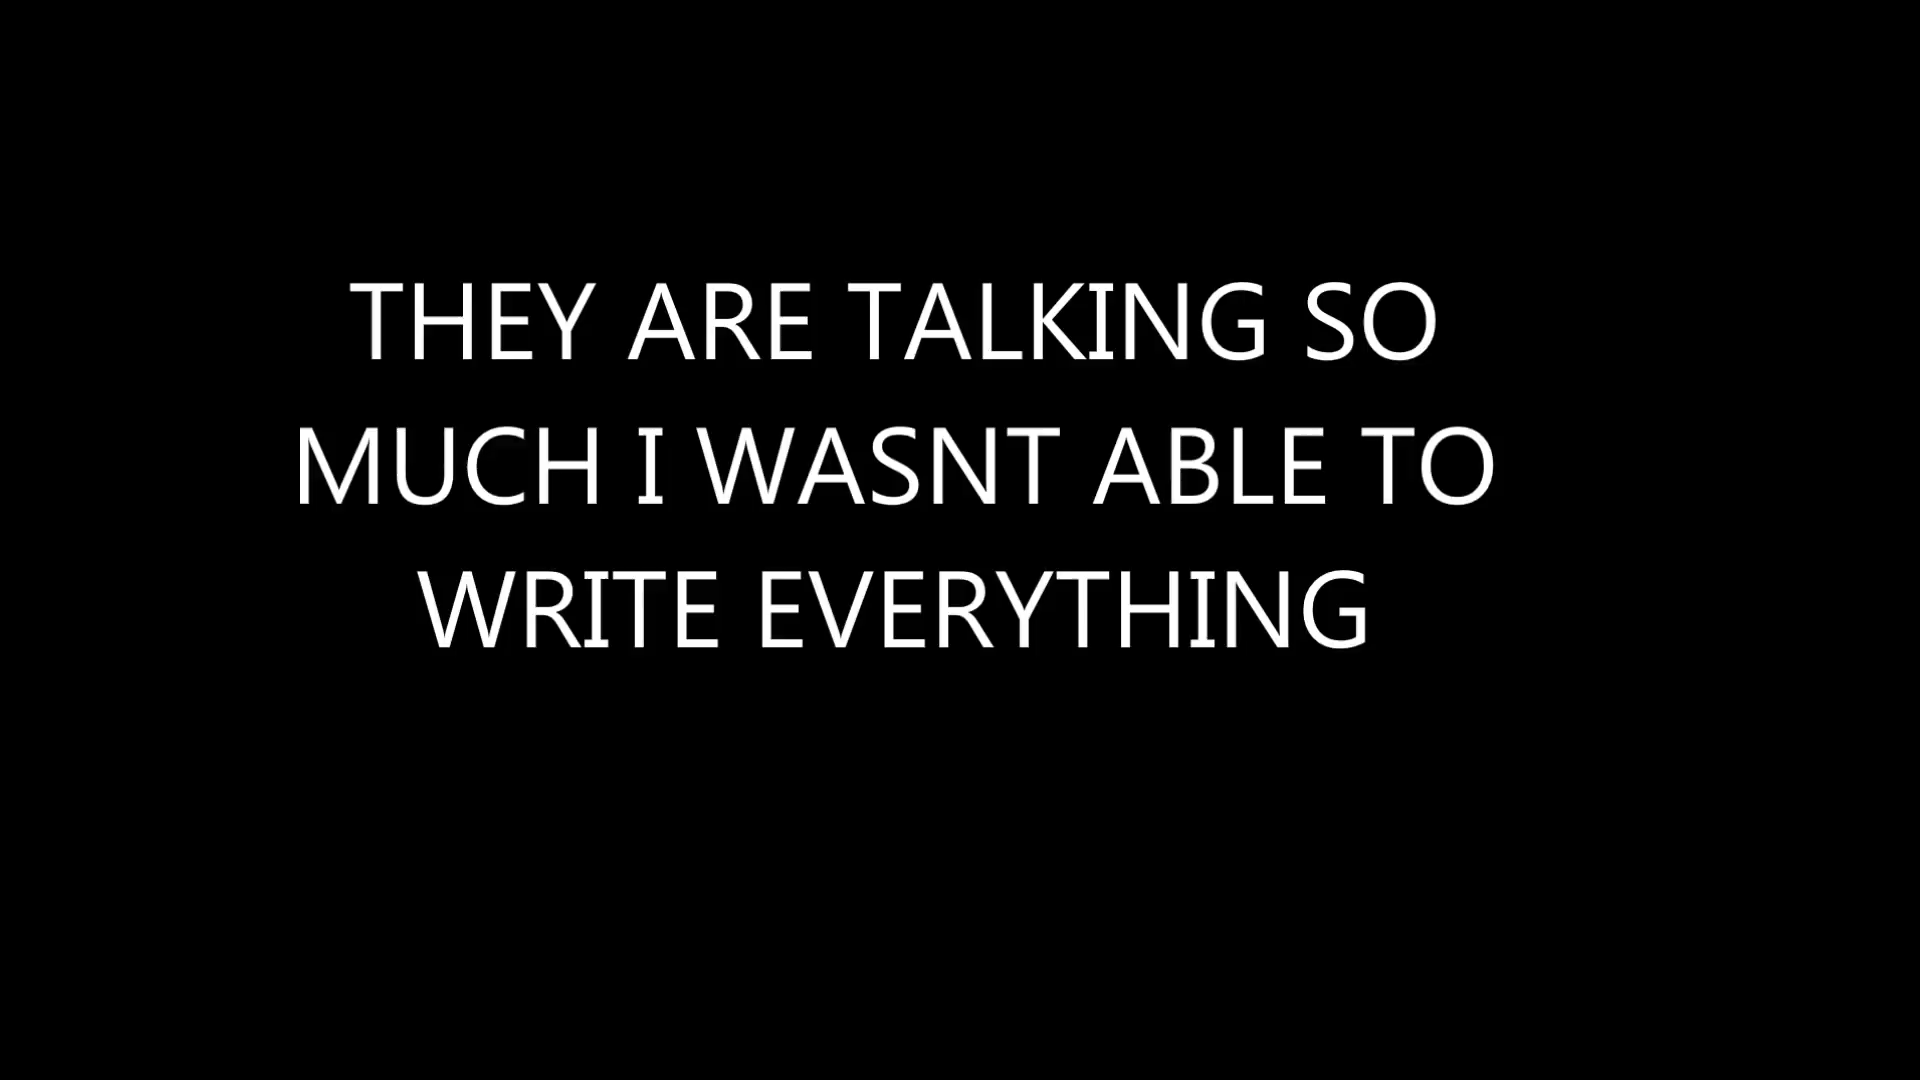 THEY ARE TALKING SO
MUCH I WASNT ABLE TO
WRITE EVERYTHING